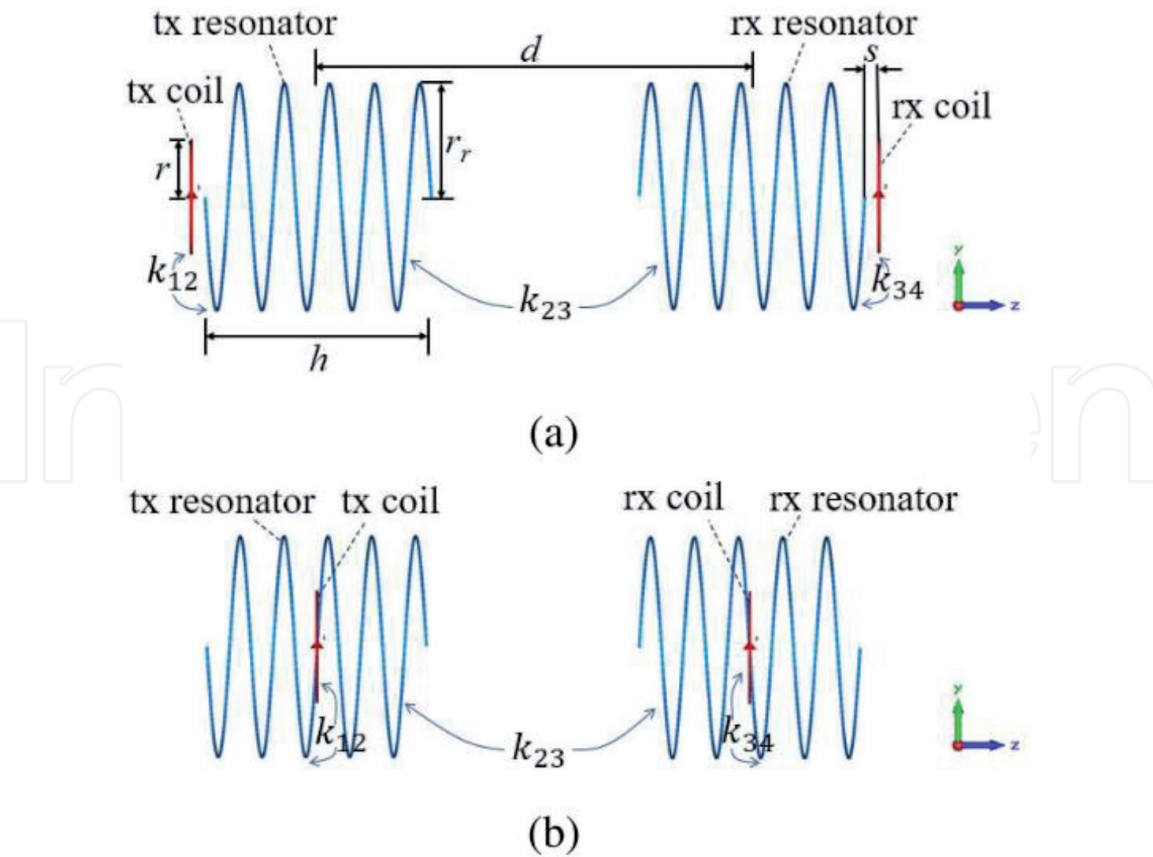 tx resonator
rx resonator
d
s
tx coil
rx coil
r
r_r
k_12
k_23
k_34
h
y
z
(a)
tx resonator tx coil
rx coil rx resonator
k_12
k_23
k_34
y
z
(b)